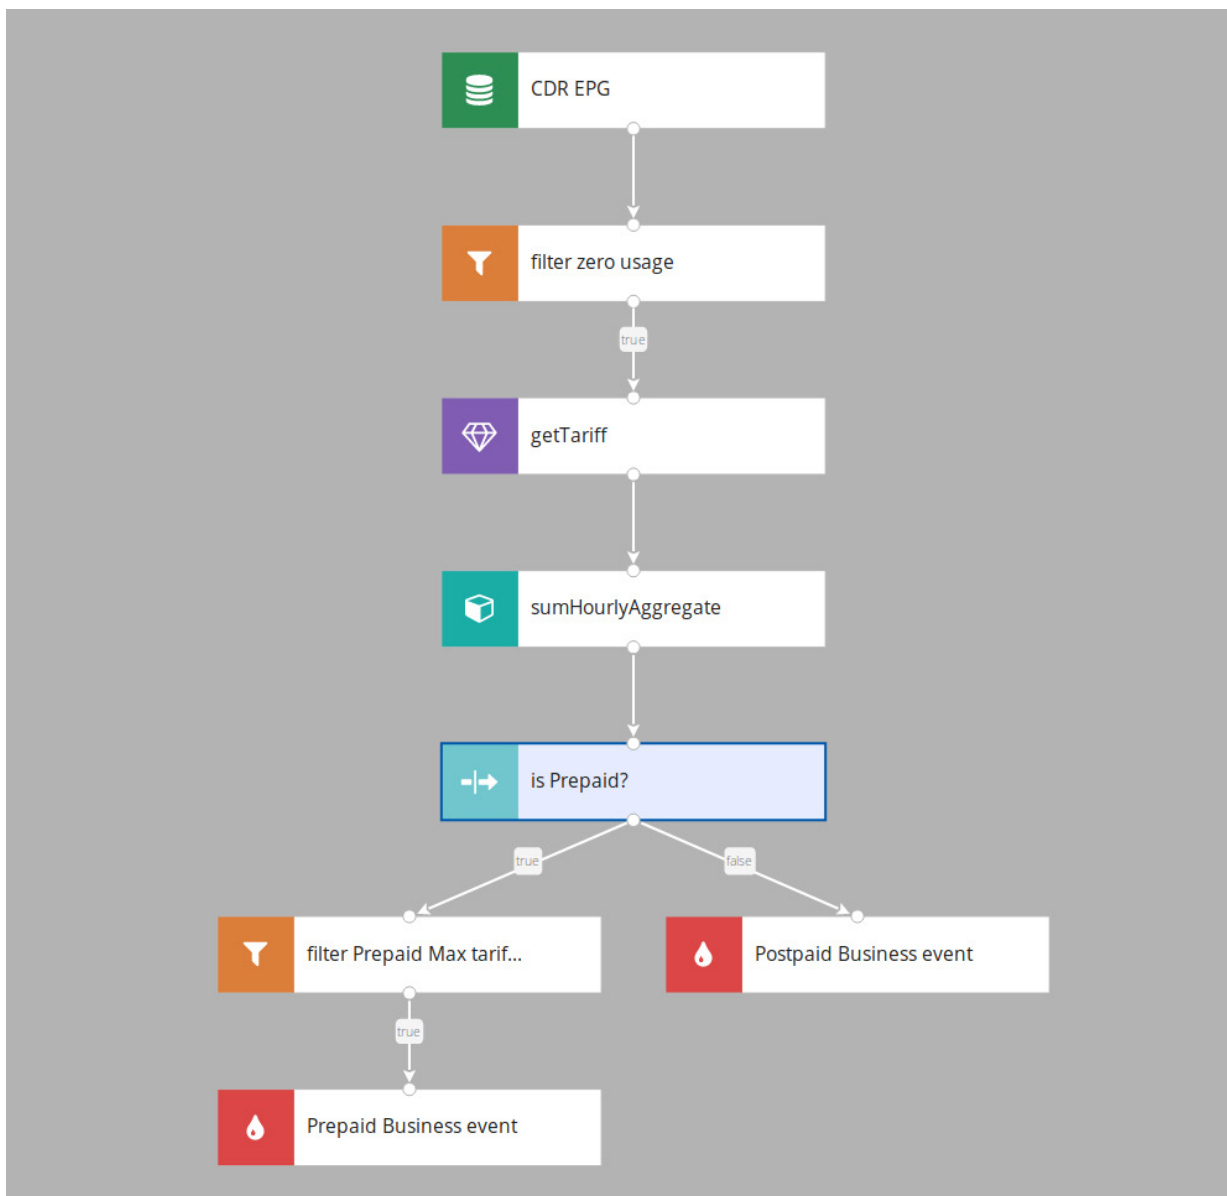 CDR EPG
filter zero usage
true
getTariff
sumHourlyAggregate
is Prepaid?
true
false
filter Prepaid Max tarif...
Postpaid Business event
true
Prepaid Business event